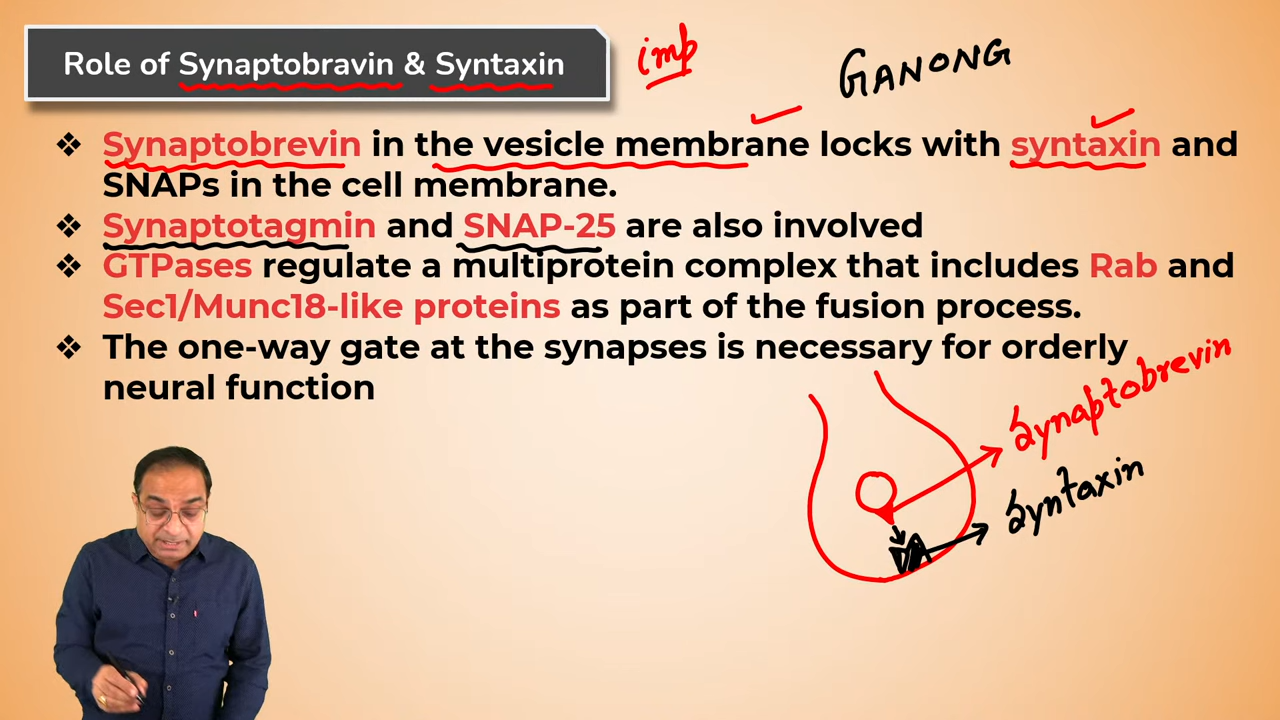 Role of Synaptobravin & Syntaxin
imp
GANONG
❖ Synaptobrevin in the vesicle membrane locks with syntaxin and
SNAPs in the cell membrane.
❖ Synaptotagmin and SNAP-25 are also involved
❖ GTPases regulate a multiprotein complex that includes Rab and
Sec1/Munc18-like proteins as part of the fusion process.
❖ The one-way gate at the synapses is necessary for orderly
neural function
Synaptobrevin
Syntaxin